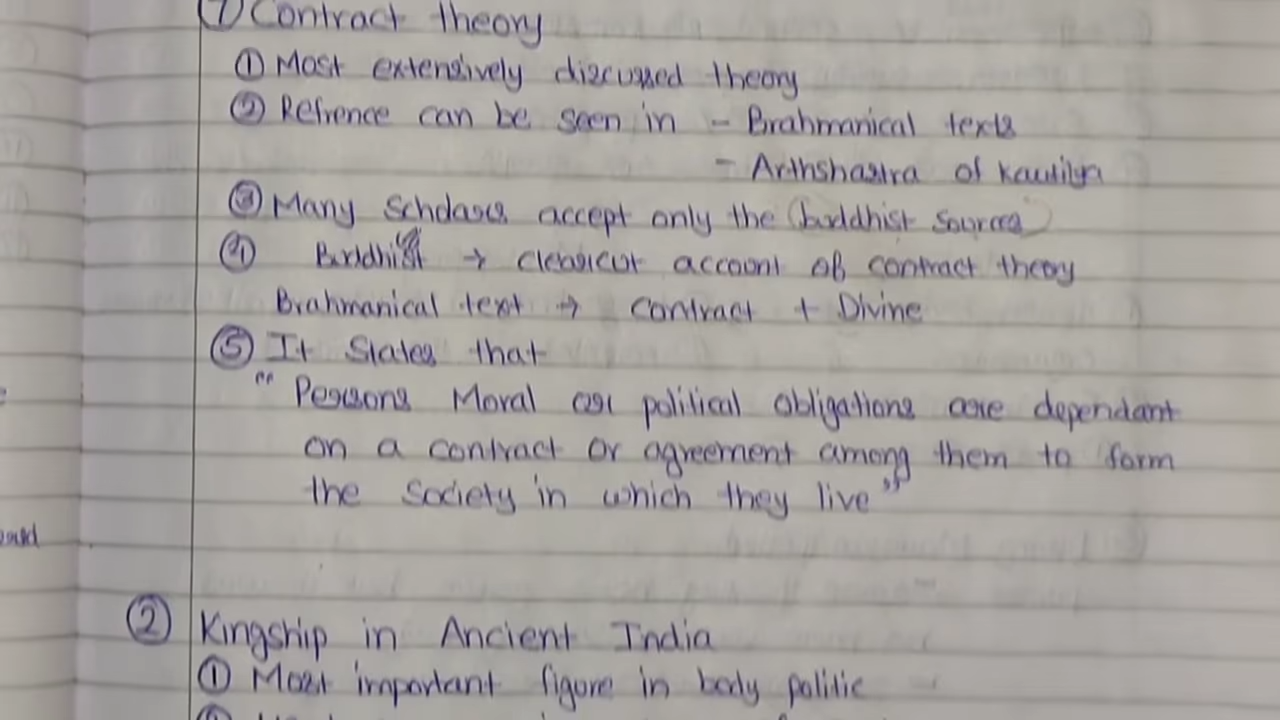 ⑦ Contract theory
① Most extensively discussed theory
② Refrence can be seen in - Brahmanical texts
- Arthshastra of Kautilya
③ Many Scholars accept only the (buddhist Sources)
④ Buddhist → clearcut account of contract theory
Brahmanical text → contract + Divine
⑤ It States that
" Persons Moral or political obligations are dependant
on a contract or agreement among them to form
the society in which they live "
② Kingship in Ancient India
① Most important figure in body politic -